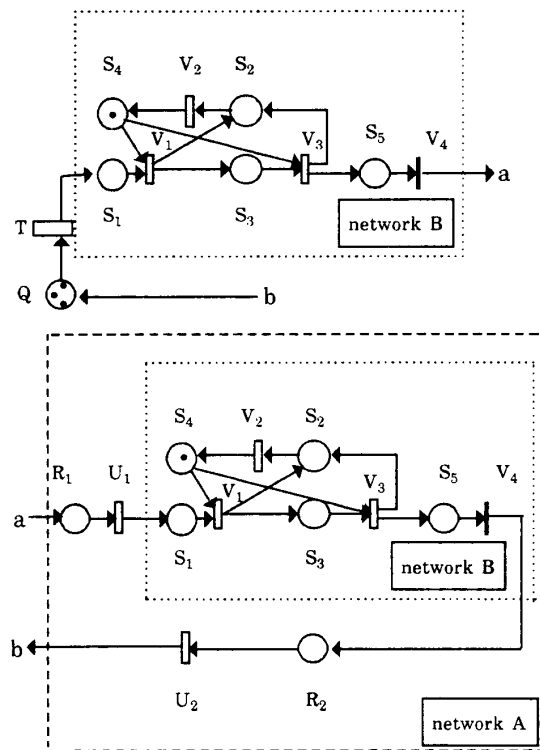 S4 V2 S2
V1 V3 S5 V4
a
S1 S3
T
network B
Q b
S4 V2 S2
R1 U1 V1 V3 S5 V4
a
S1 S3
network B
b
U2 R2
network A